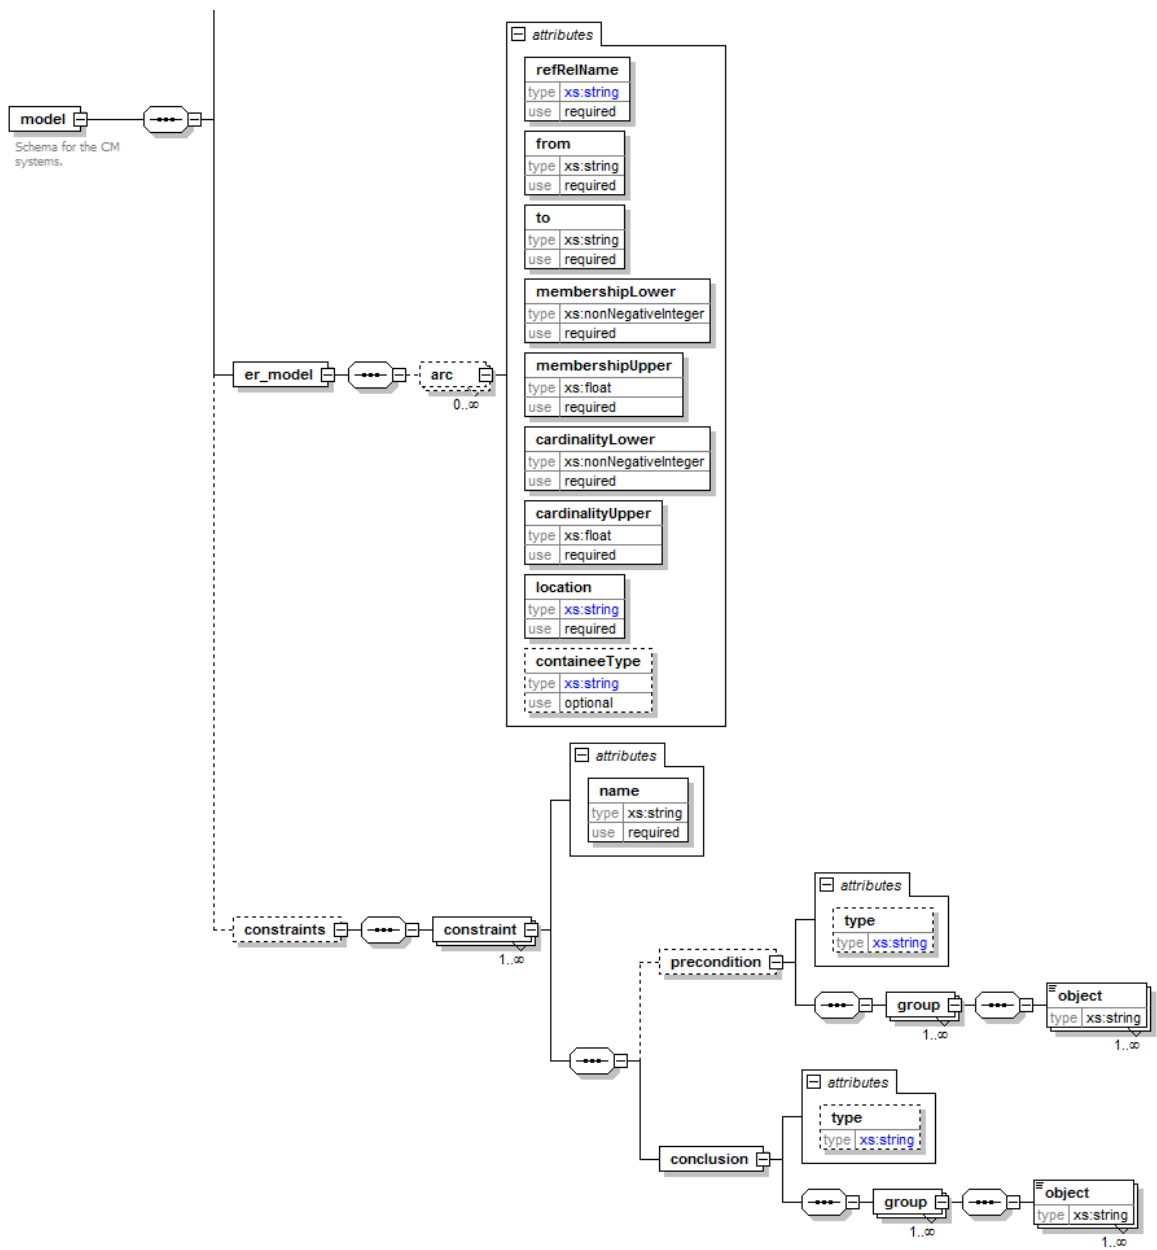 attributes
refRelName
type xs:string
use required
from
type xs:string
use required
to
type xs:string
use required
membershipLower
type xs:nonNegativeInteger
use required
membershipUpper
type xs:float
use required
cardinalityLower
type xs:nonNegativeInteger
use required
cardinalityUpper
type xs:float
use required
location
type xs:string
use required
containeeType
type xs:string
use optional
model
Schema for the CM
systems.
er_model
arc
0..∞
attributes
name
type xs:string
use required
constraints
constraint
1..∞
attributes
type
type xs:string
precondition
group
1..∞
object
type xs:string
1..∞
attributes
type
type xs:string
conclusion
group
1..∞
object
type xs:string
1..∞